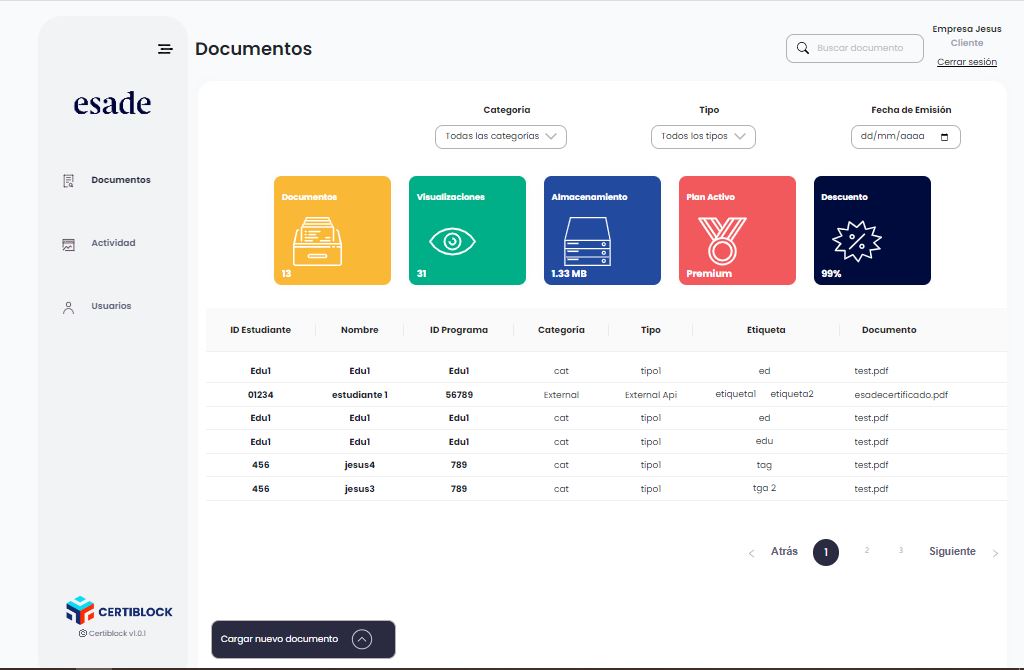 Documentos
Buscar documento
Empresa Jesus
Cliente
Cerrar sesión
esade
Documentos
Actividad
Usuarios
Categoría Tipo Fecha de Emisión
Todas las categorías Todos los tipos dd/mm/aaaa
Documentos Visualizaciones Almacenamiento Plan Activo Descuento
13 31 1.33 MB Premium 99%
ID Estudiante Nombre ID Programa Categoría Tipo Etiqueta Documento
Edu1 Edu1 Edu1 cat tipo1 ed test.pdf
01234 estudiante 1 56789 External External Api etiqueta1 etiqueta2 esadecertificado.pdf
Edu1 Edu1 Edu1 cat tipo1 ed test.pdf
Edu1 Edu1 Edu1 cat tipo1 edu test.pdf
456 jesus4 789 cat tipo1 tag test.pdf
456 jesus3 789 cat tipo1 tga 2 test.pdf
< Atrás 1 2 3 Siguiente >
CERTIBLOCK
© Certiblock v1.0.1
Cargar nuevo documento